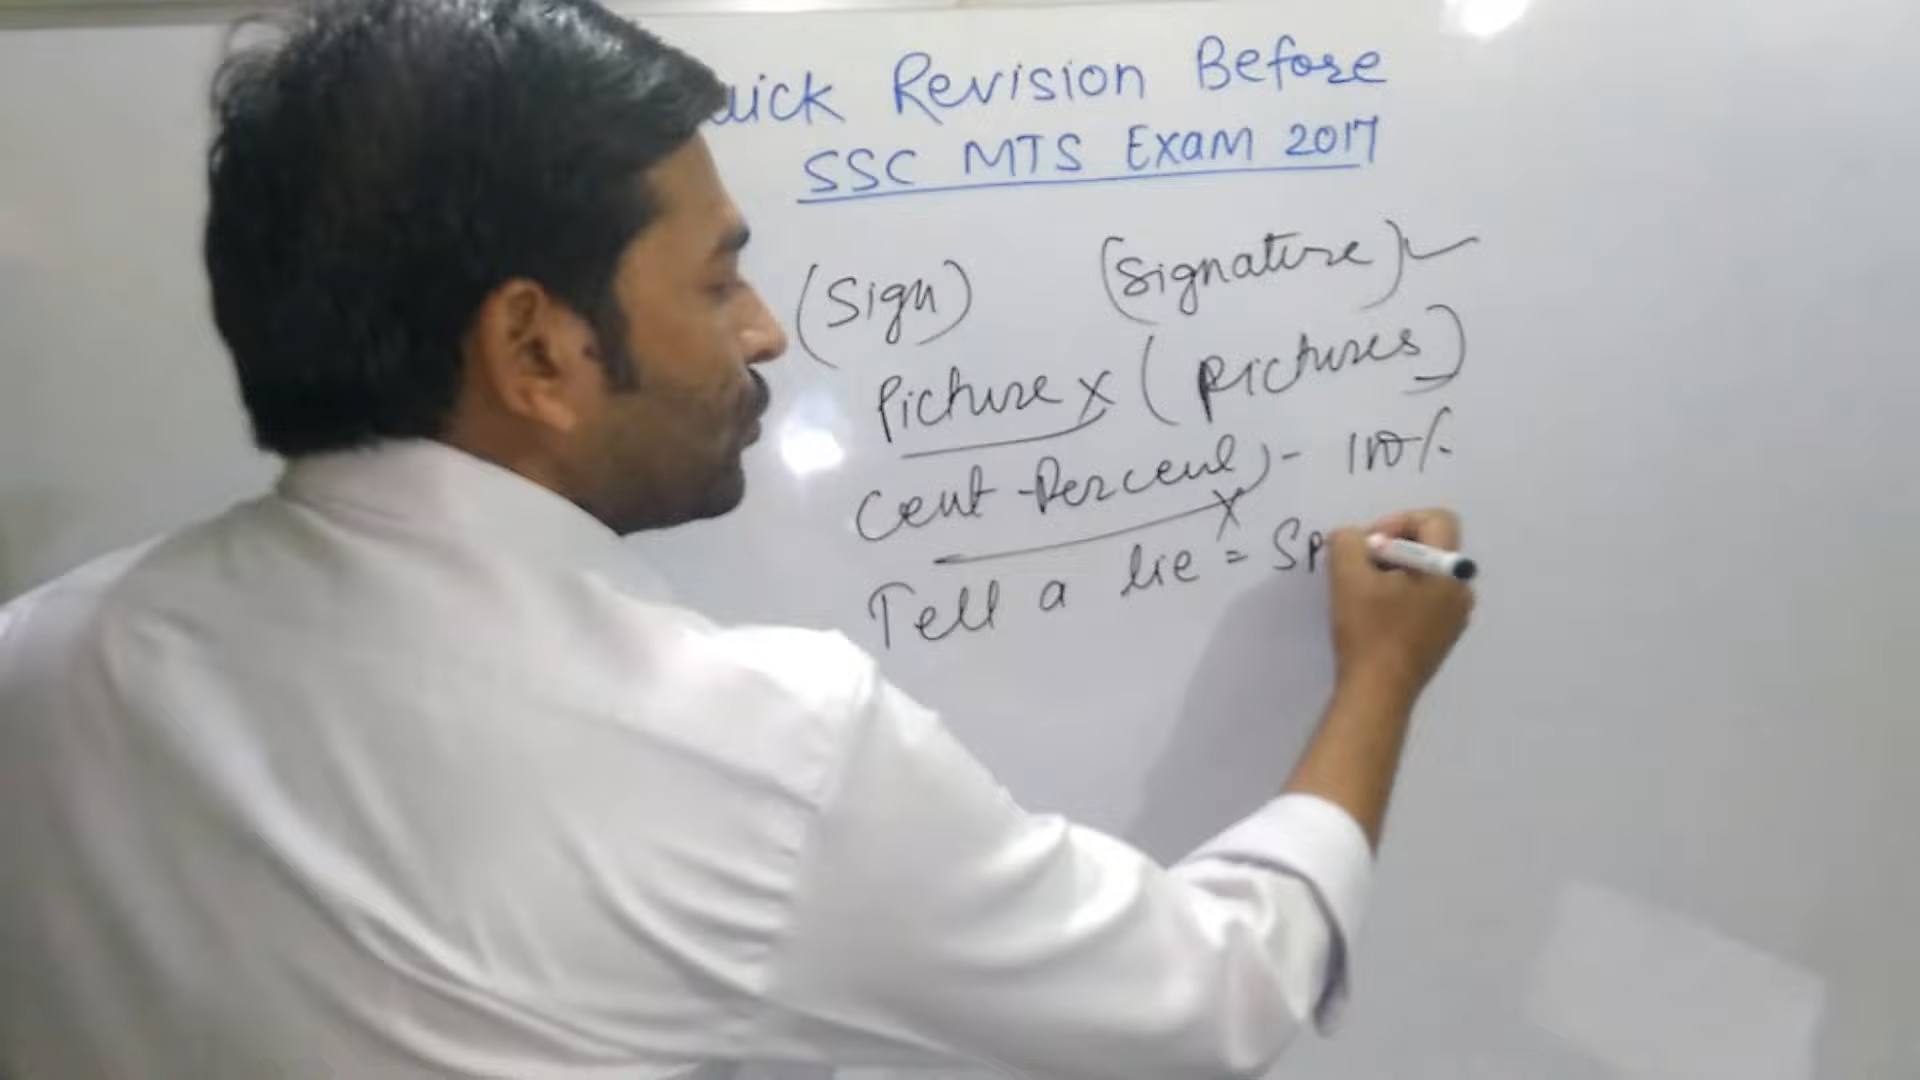 uick Revision Before
SSC MTS Exam 2017
(Sign) (Signature)
Picture x (Pictures)
Cent-Percent) - 100%
x
Tell a lie = Sp